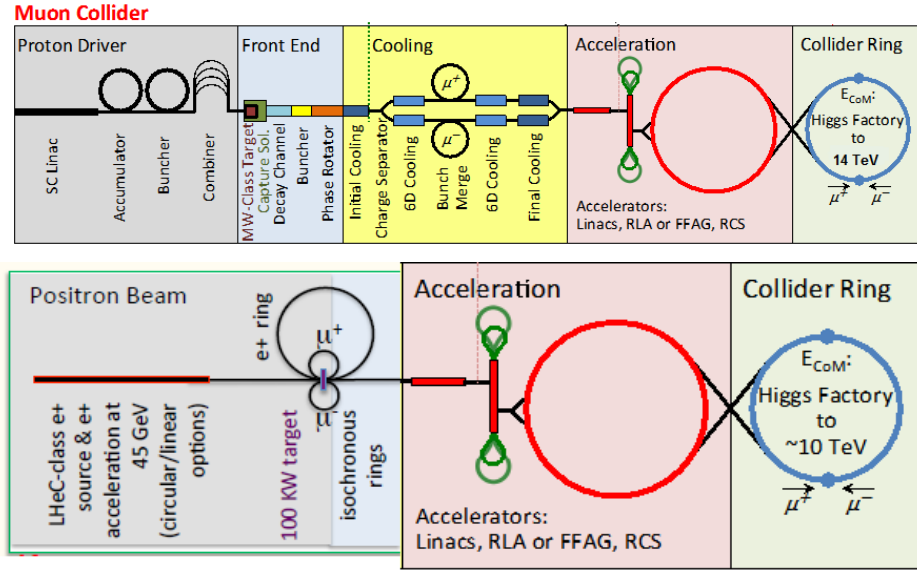 Muon Collider
Proton Driver
Front End
Cooling
Acceleration
Collider Ring
SC Linac
Accumulator
Buncher
Combiner
MW-Class Target
Capture Sol.
Decay Channel
Buncher
Phase Rotator
Initial Cooling
Charge Separator
6D Cooling
Bunch
Merge
6D Cooling
Final Cooling
μ+
μ−
Accelerators:
Linacs, RLA or FFAG, RCS
ECoM:
Higgs Factory
to
14 TeV
μ+ μ−
Positron Beam
e+ ring
μ+
μ-
LHeC-class e+
source & e+
acceleration at
45 GeV
(circular/linear
options)
100 KW target
isochronous
rings
Acceleration
Accelerators:
Linacs, RLA or FFAG, RCS
Collider Ring
ECoM:
Higgs Factory
to
~10 TeV
μ+ μ−